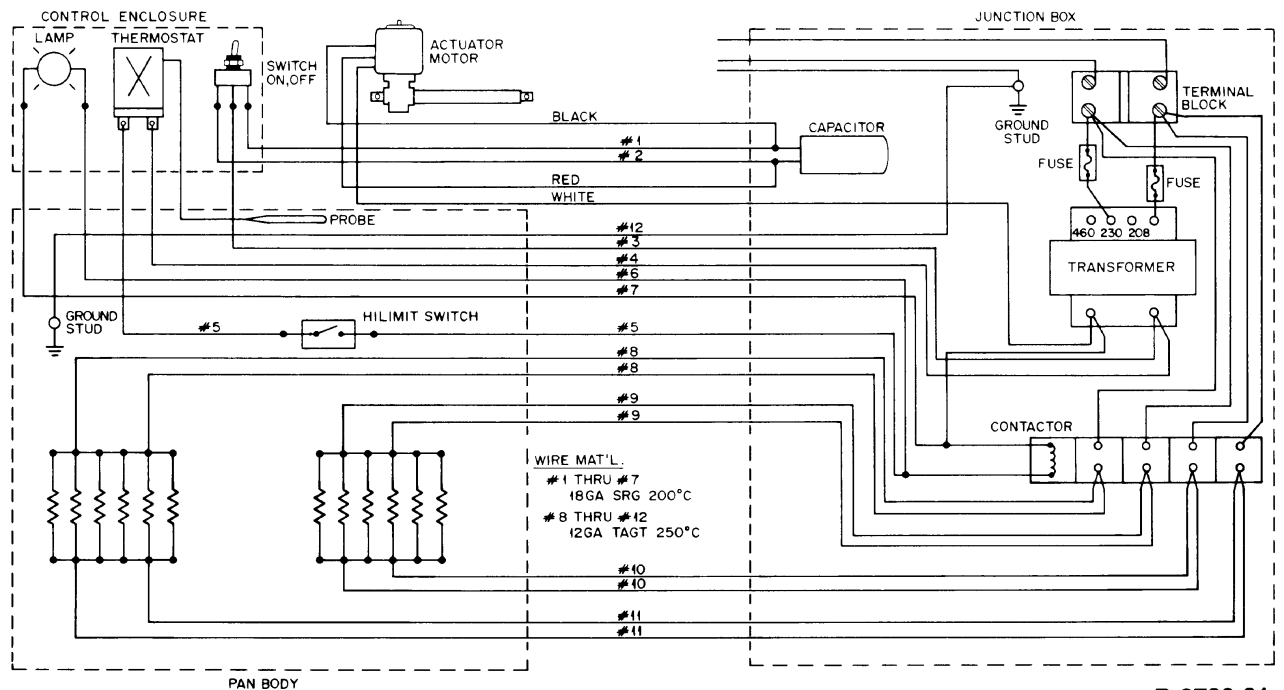 CONTROL ENCLOSURE
JUNCTION BOX
LAMP
THERMOSTAT
SWITCH
ON,OFF
ACTUATOR
MOTOR
TERMINAL
BLOCK
GROUND
STUD
BLACK
CAPACITOR
#1
#2
FUSE
FUSE
RED
WHITE
PROBE
#12
#3
#4
#6
#7
460 230 208
TRANSFORMER
GROUND
STUD
#5
HILIMIT SWITCH
#5
#8
#8
#9
#9
CONTACTOR
WIRE MAT'L.
#1 THRU #7
18GA SRG 200°C
#8 THRU #12
12GA TAGT 250°C
#10
#10
#11
#11
PAN BODY